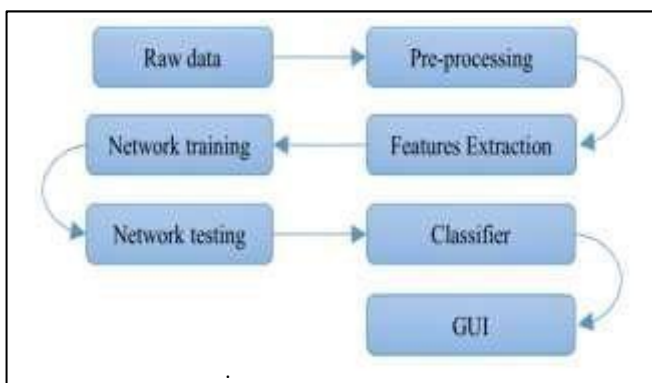 Raw data
Pre-processing
Features Extraction
Network training
Network testing
Classifier
GUI